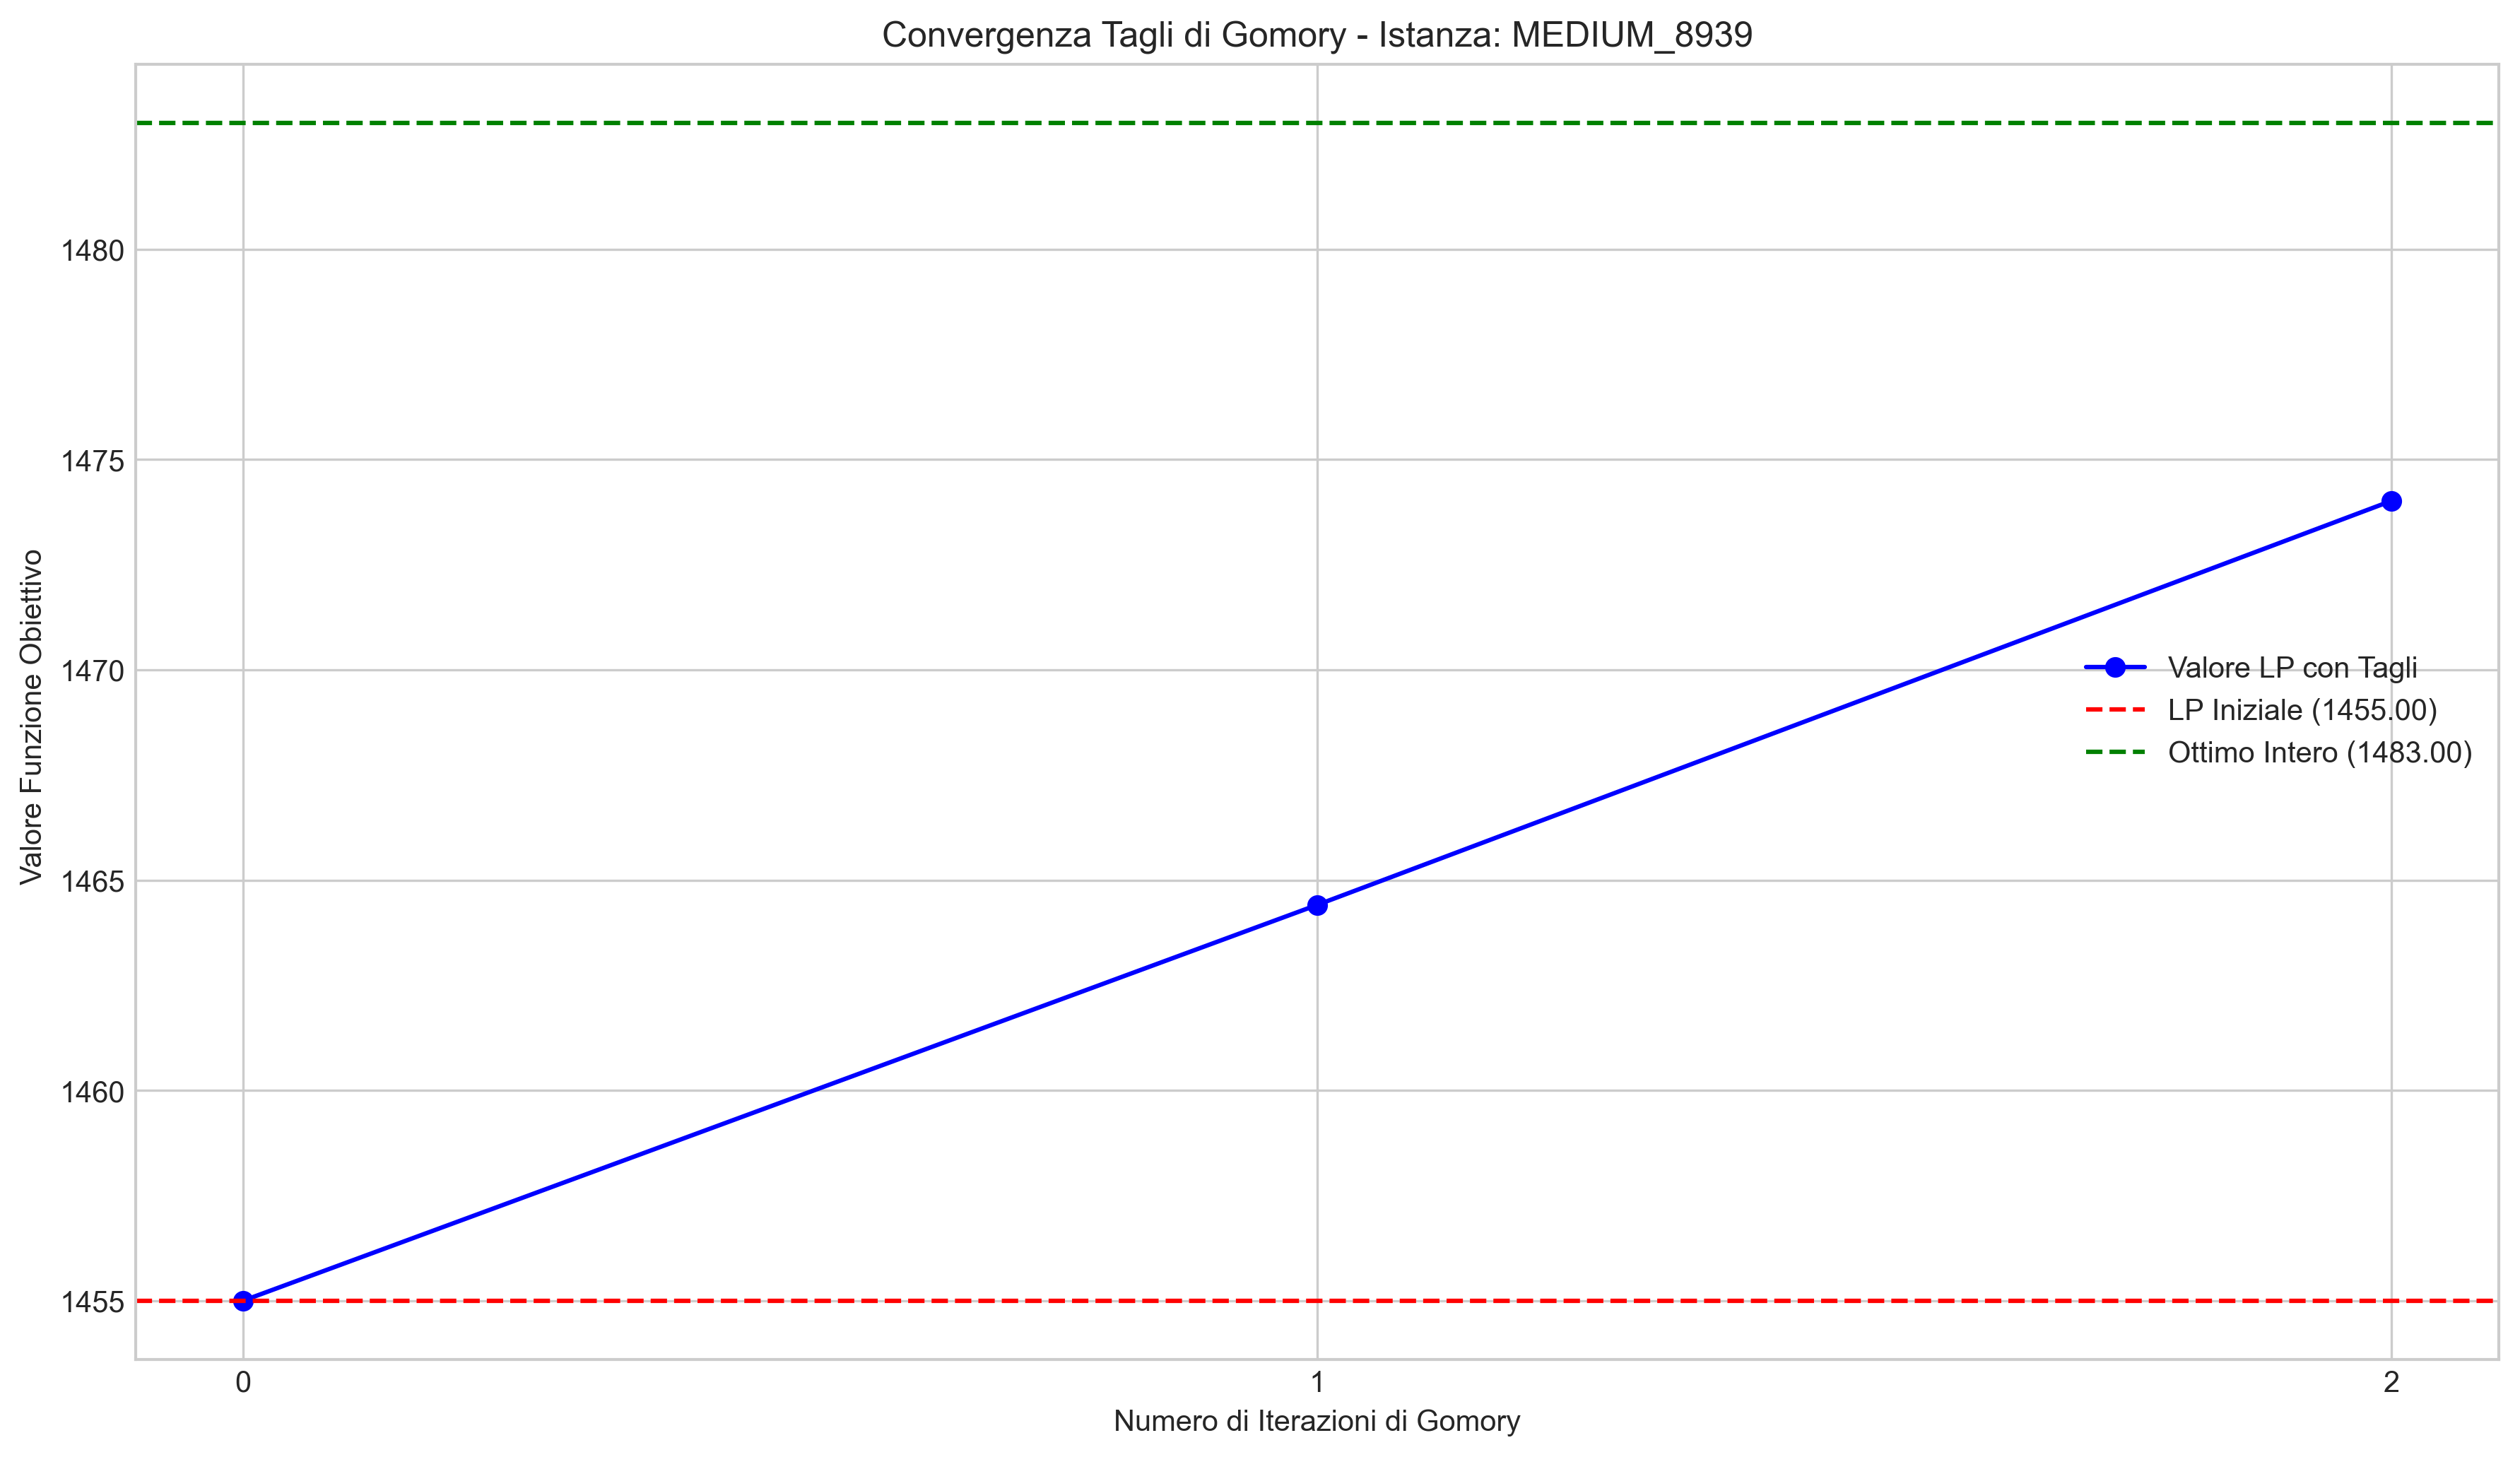 Convergenza Tagli di Gomory - Istanza: MEDIUM_8939
Valore Funzione Obiettivo
1480
1475
1470
1465
1460
1455
Valore LP con Tagli
LP Iniziale (1455.00)
Ottimo Intero (1483.00)
0
1
2
Numero di Iterazioni di Gomory